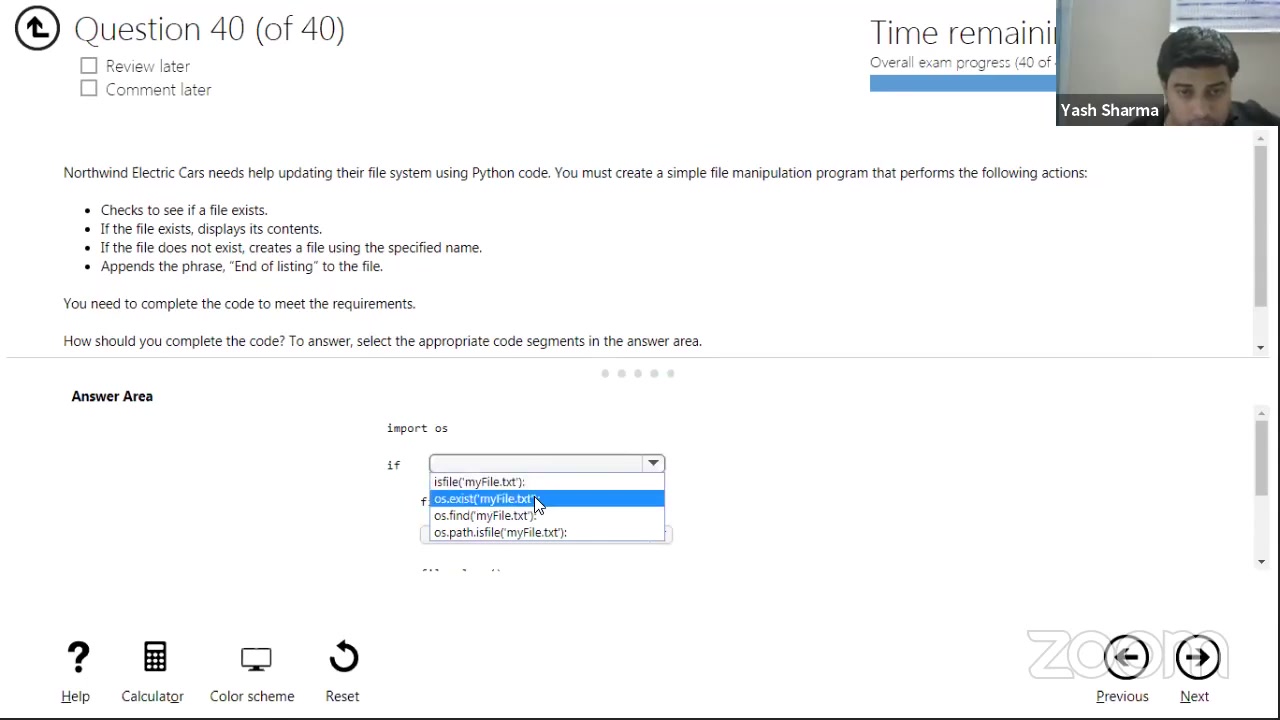 Question 40 (of 40)
Review later
Comment later
Time remaini
Overall exam progress (40 of
Yash Sharma
Northwind Electric Cars needs help updating their file system using Python code. You must create a simple file manipulation program that performs the following actions:
• Checks to see if a file exists.
• If the file exists, displays its contents.
• If the file does not exist, creates a file using the specified name.
• Appends the phrase, “End of listing” to the file.
You need to complete the code to meet the requirements.
How should you complete the code? To answer, select the appropriate code segments in the answer area.
Answer Area
import os
if
isfile('myFile.txt'):
os.exist('myFile.txt'):
os.find('myFile.txt'):
os.path.isfile('myFile.txt'):
zoom
Help
Calculator
Color scheme
Reset
Previous
Next